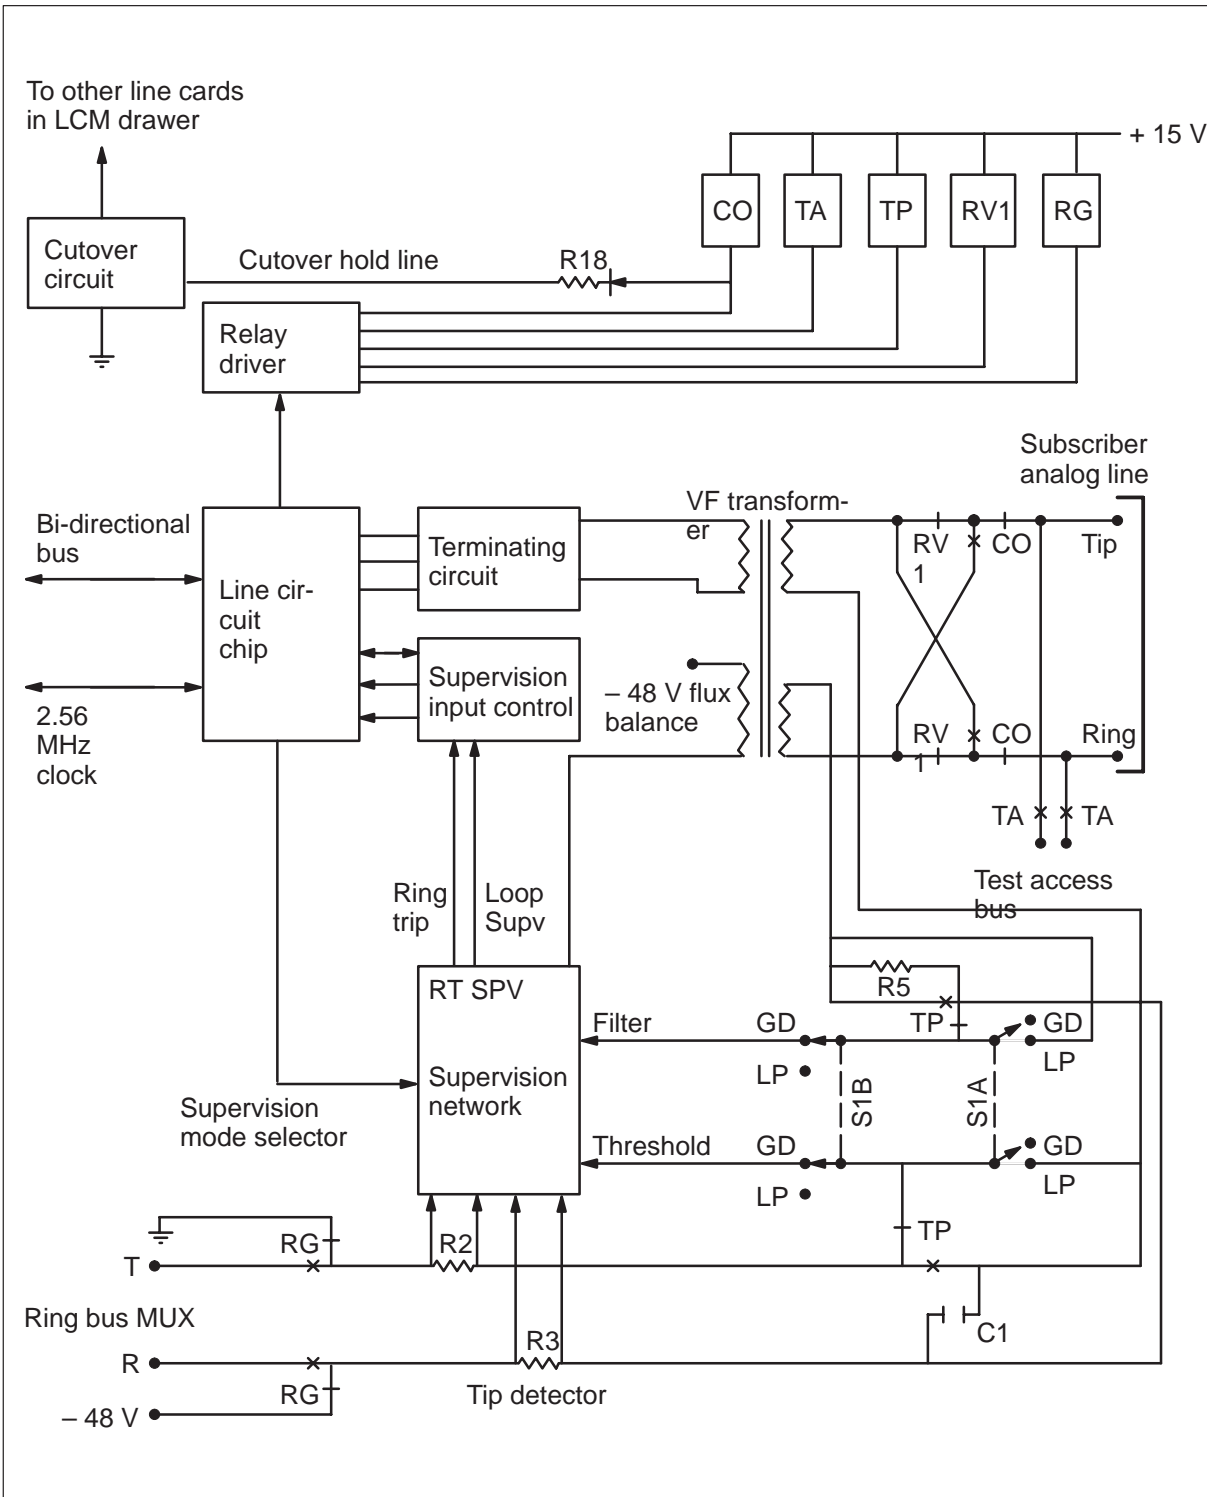 To other line cards
in LCM drawer
+ 15 V
CO
TA
TP
RV1
RG
Cutover
circuit
Cutover hold line
R18
Relay
driver
Subscriber
analog line
Bi-directional
bus
VF transform-
er
Terminating
circuit
RV
1
CO
Tip
Line cir-
cuit
chip
Supervision
input control
– 48 V flux
balance
2.56
MHz
clock
RV
1
CO
Ring
TA
TA
Test access
bus
Ring
trip
Loop
Supv
RT SPV
R5
Filter
GD
TP
GD
LP
LP
Supervision
network
S1B
S1A
Supervision
mode selector
Threshold
GD
GD
LP
LP
TP
RG
R2
T
Ring bus MUX
C1
R3
R
RG
Tip detector
– 48 V